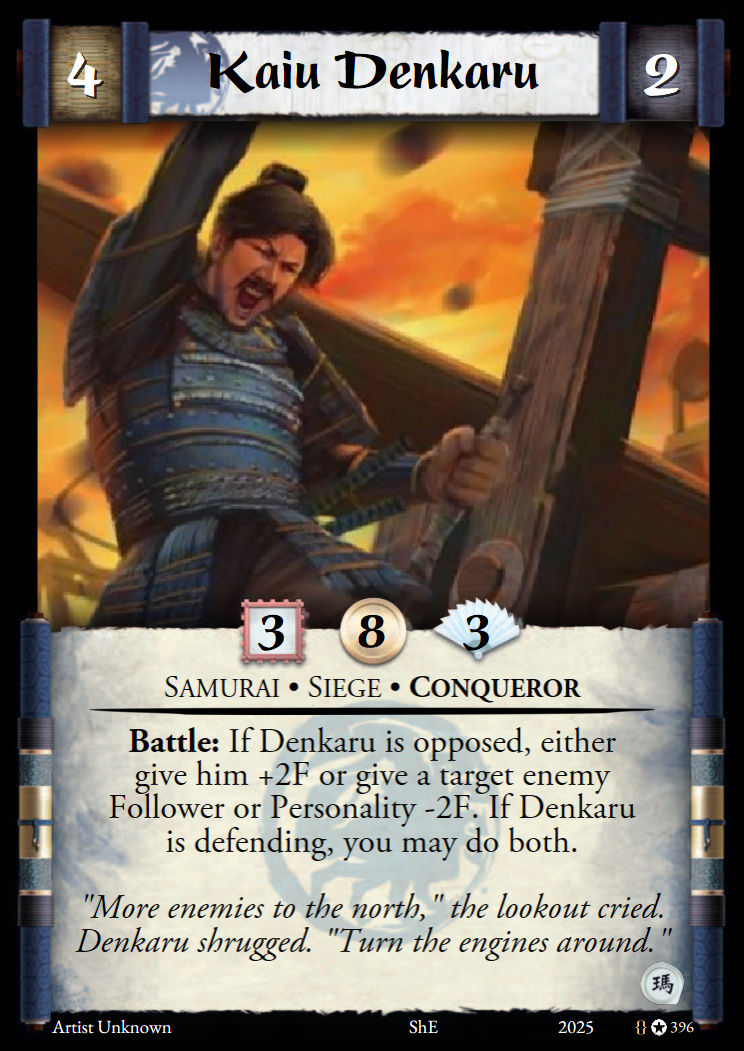 4 Kaiu Denkaru 2
3 8 3
SAMURAI • SIEGE • CONQUEROR
Battle: If Denkaru is opposed, either
give him +2F or give a target enemy
Follower or Personality -2F. If Denkaru
is defending, you may do both.
"More enemies to the north," the lookout cried.
Denkaru shrugged. "Turn the engines around."
瑪
Artist Unknown ShE 2025 {} ✪ 396